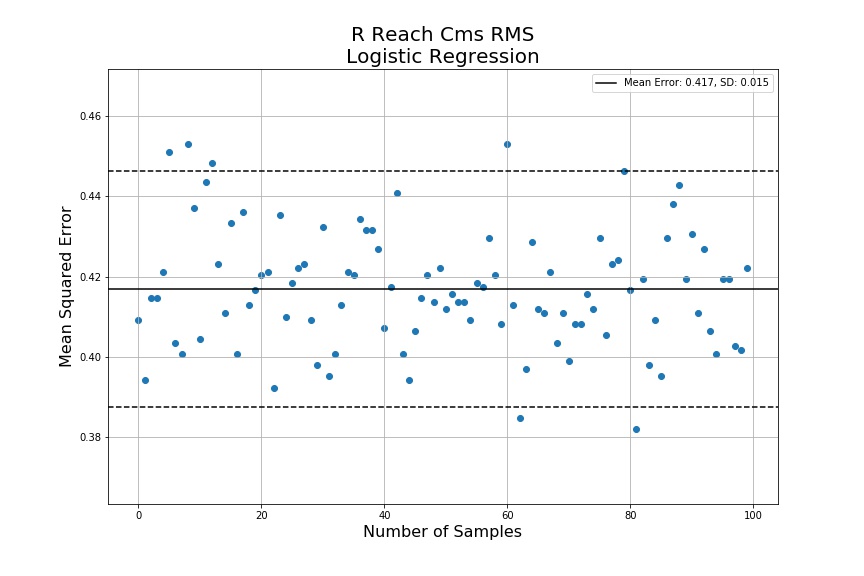 R Reach Cms RMS
Logistic Regression
Mean Error: 0.417, SD: 0.015
Mean Squared Error
0.46
0.44
0.42
0.40
0.38
0 20 40 60 80 100
Number of Samples